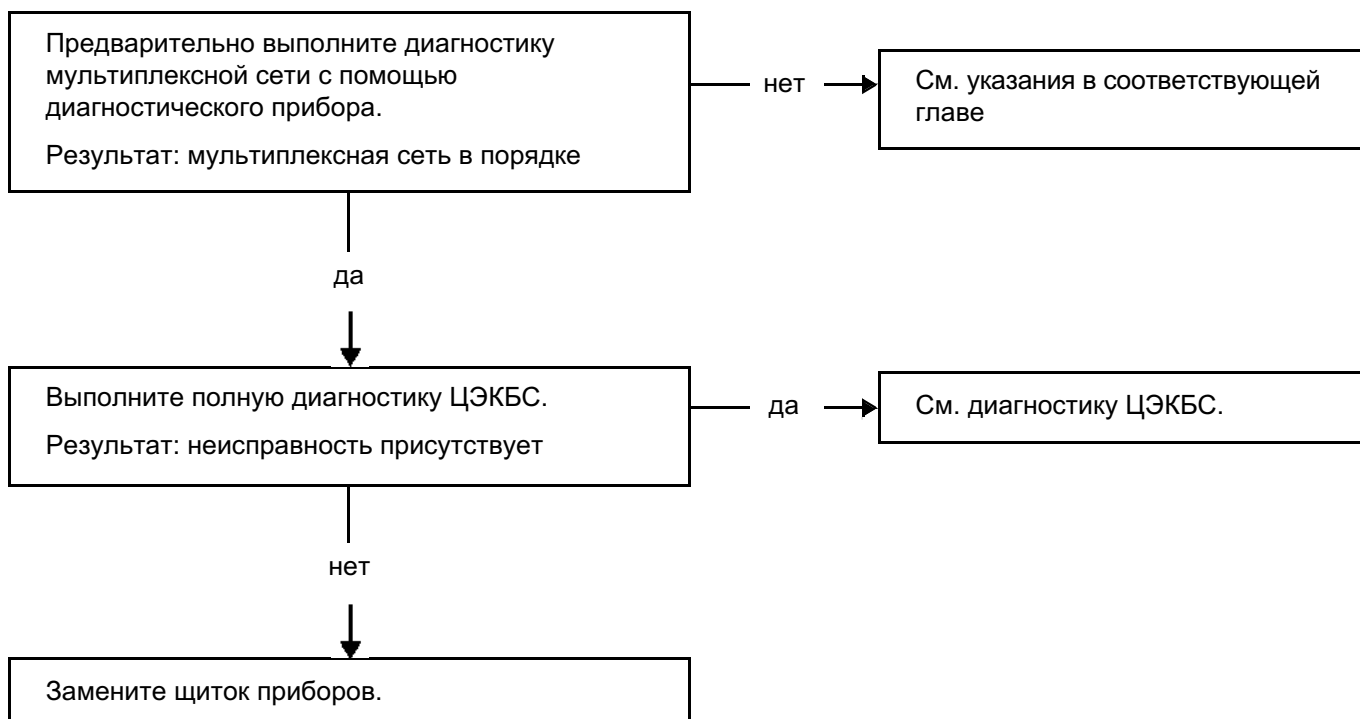 Предварительно выполните диагностику
мультиплексной сети с помощью
диагностического прибора.
Результат: мультиплексная сеть в порядке
нет
См. указания в соответствующей
главе
да
Выполните полную диагностику ЦЭКБС.
Результат: неисправность присутствует
да
См. диагностику ЦЭКБС.
нет
Замените щиток приборов.